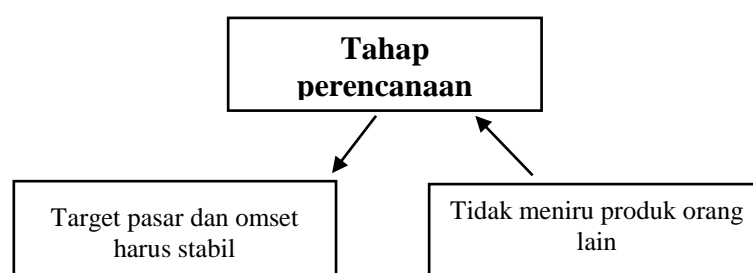 Tahap
perencanaan
Target pasar dan omset
harus stabil
Tidak meniru produk orang
lain